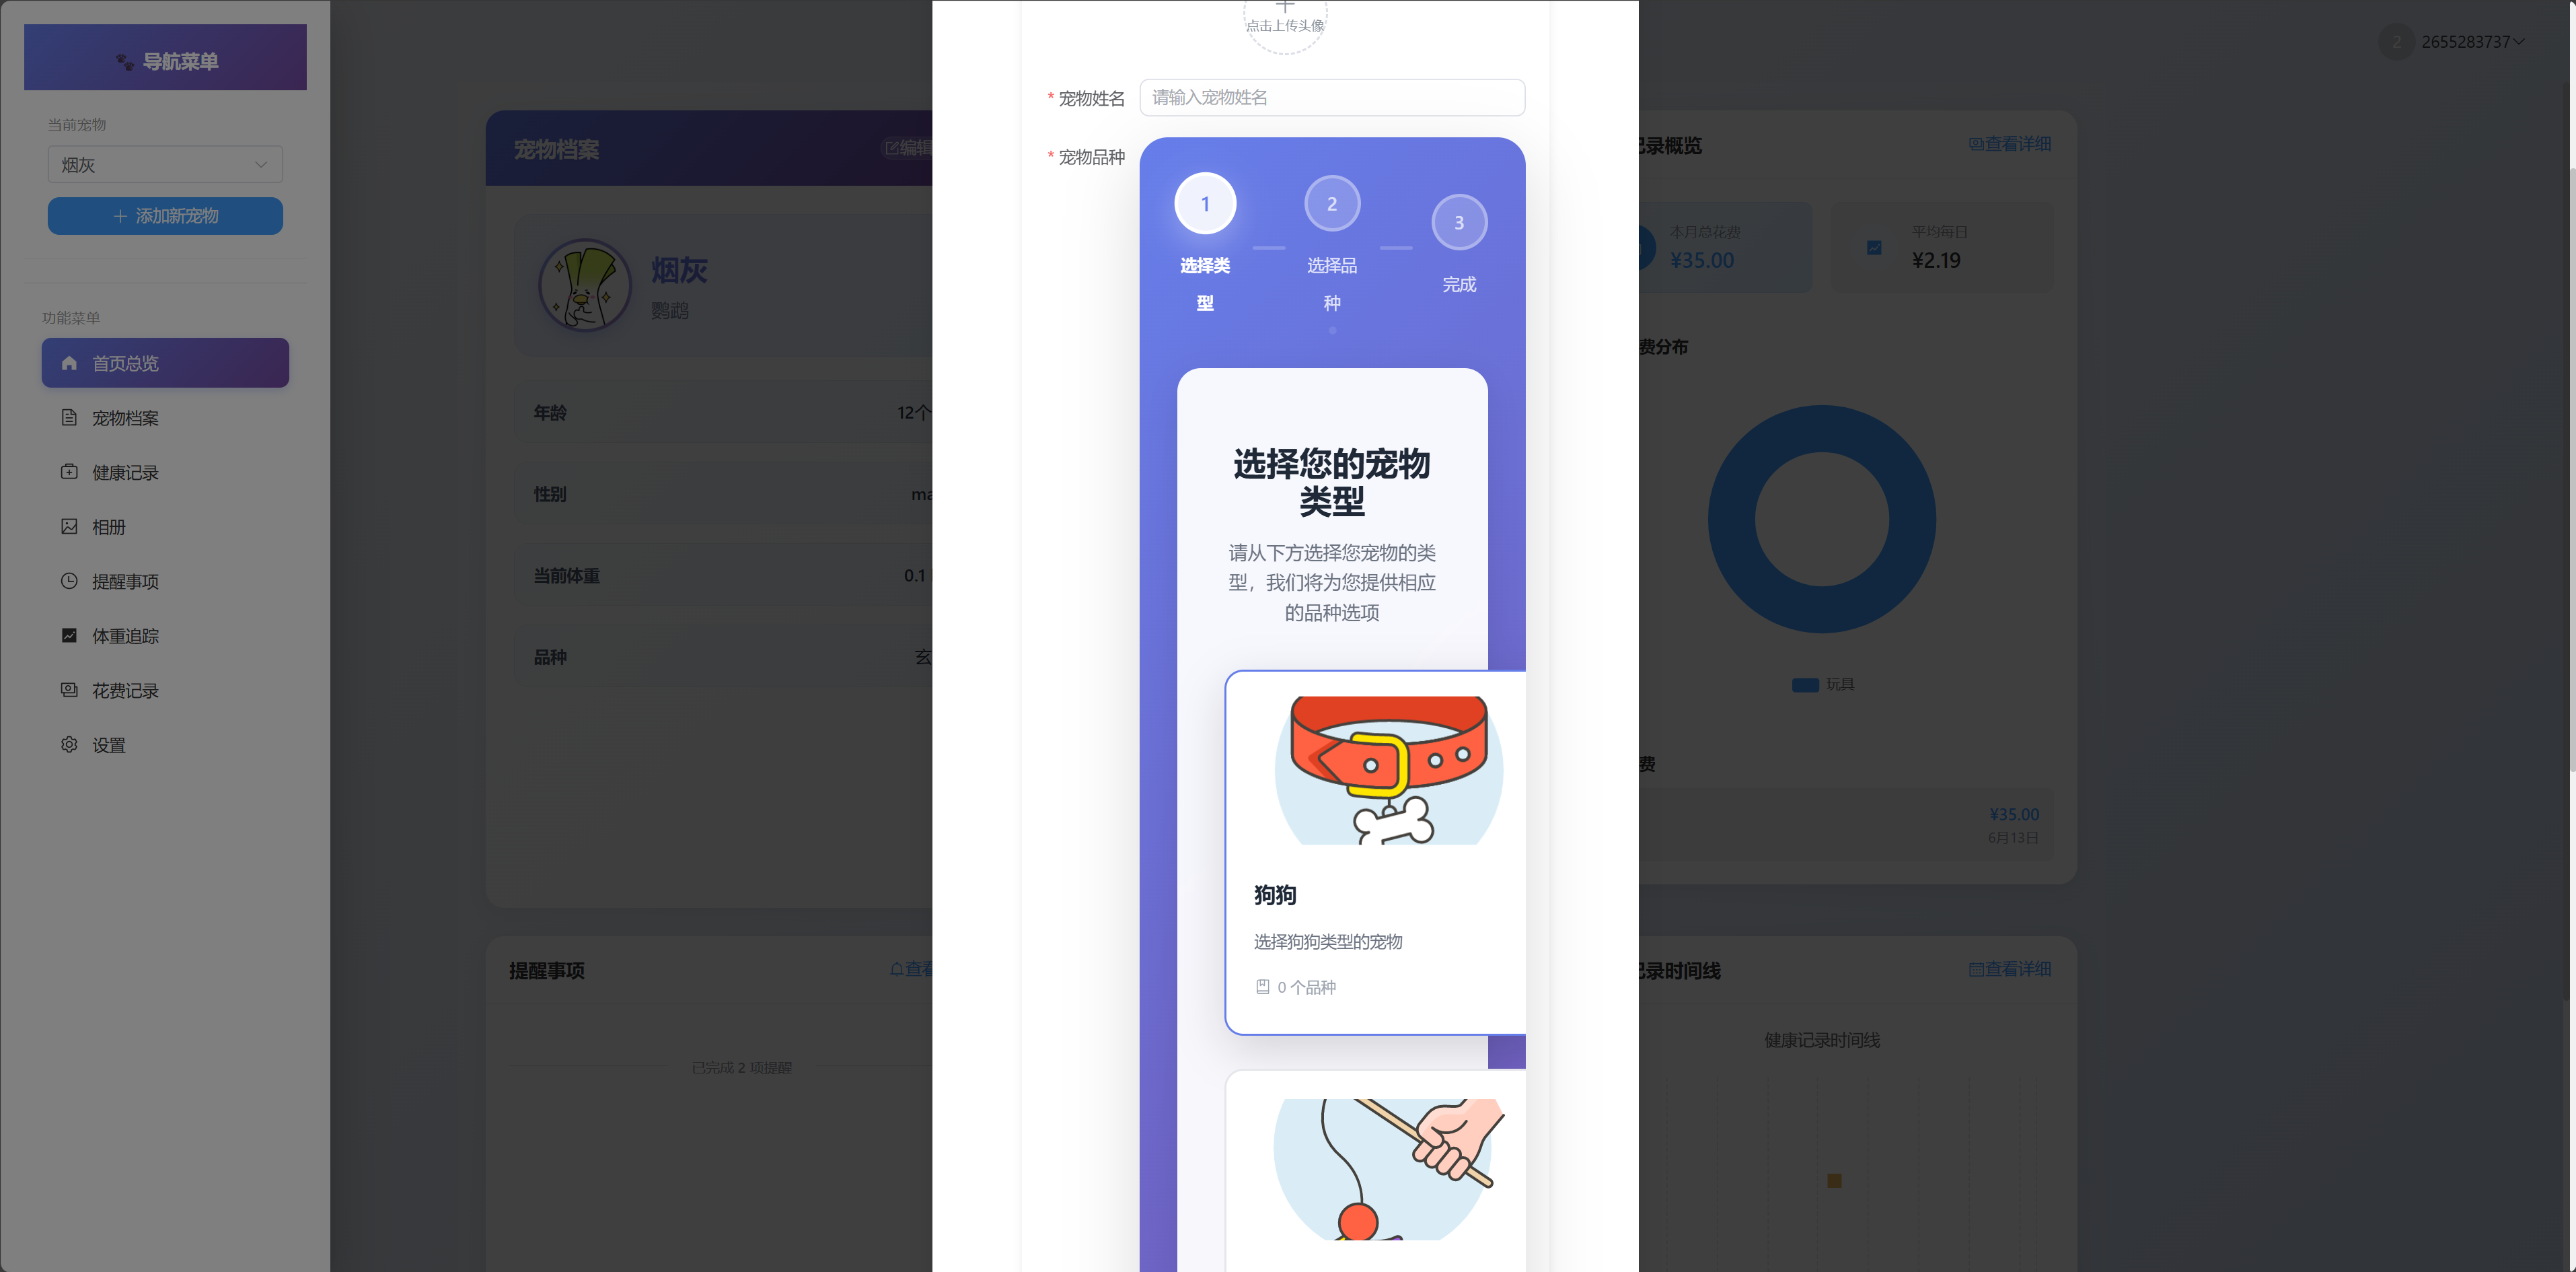 导航菜单
当前宠物
烟灰
添加新宠物
功能菜单
首页总览
宠物档案
健康记录
相册
提醒事项
体重追踪
花费记录
设置
宠物档案
编辑
烟灰
鹦鹉
年龄
12个
性别
ma
当前体重
0.1
品种
玄
提醒事项
查看
已完成 2 项提醒
点击上传头像
* 宠物姓名
请输入宠物姓名
* 宠物品种
1
选择类
型
2
选择品
种
3
完成
选择您的宠物
类型
请从下方选择您宠物的类
型，我们将为您提供相应
的品种选项
狗狗
选择狗狗类型的宠物
0 个品种
2
2655283737
记录概览
查看详细
本月总花费
¥35.00
平均每日
¥2.19
费分布
玩具
费
¥35.00
6月13日
记录时间线
查看详细
健康记录时间线